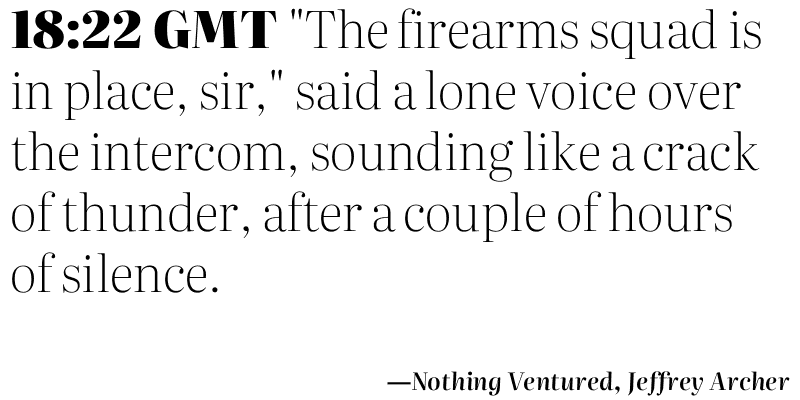 18:22 GMT "The firearms squad is
in place, sir," said a lone voice over
the intercom, sounding like a crack
of thunder, after a couple of hours
of silence.
—Nothing Ventured, Jeffrey Archer